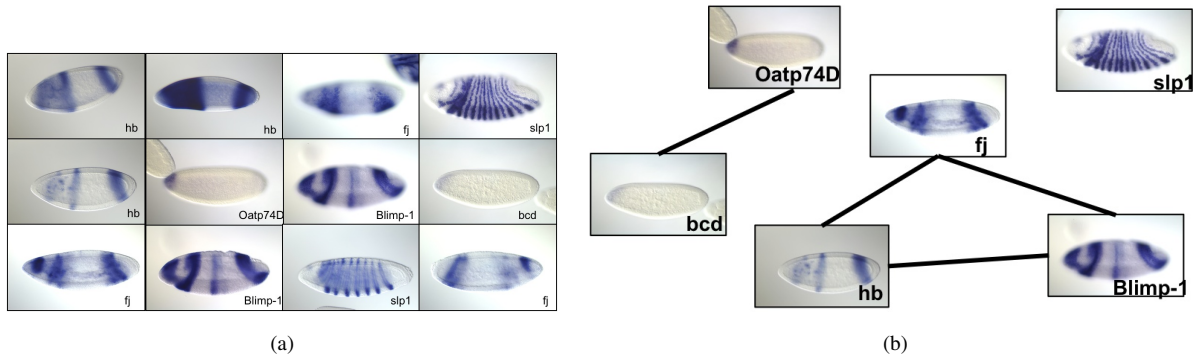 hb hb fj slp1
hb Oatp74D Blimp-1 bcd
fj Blimp-1 slp1 fj
(a)
Oatp74D
slp1
fj
bcd
hb
Blimp-1
(b)